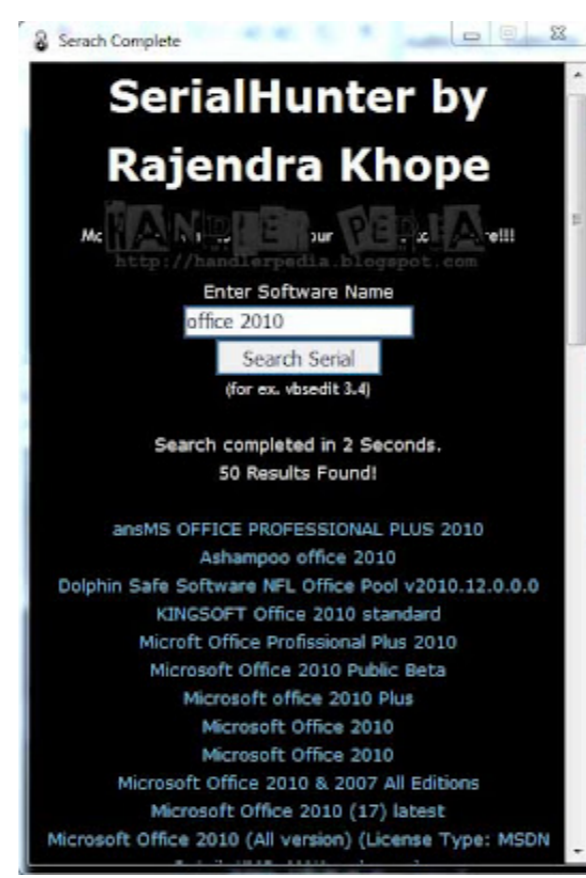 Serach Complete
SerialHunter by
Rajendra Khope
HANDLER PEDIA
http://handlerpedia.blogspot.com
Enter Software Name
office 2010
Search Serial
(for ex. vbsedit 3.4)
Search completed in 2 Seconds.
50 Results Found!
ansMS OFFICE PROFESSIONAL PLUS 2010
Ashampoo office 2010
Dolphin Safe Software NFL Office Pool v2010.12.0.0.0
KINGSOFT Office 2010 standard
Microft Office Profissional Plus 2010
Microsoft Office 2010 Public Beta
Microsoft office 2010 Plus
Microsoft Office 2010
Microsoft Office 2010
Microsoft Office 2010 & 2007 All Editions
Microsoft Office 2010 (17) latest
Microsoft Office 2010 (All version) (License Type: MSDN